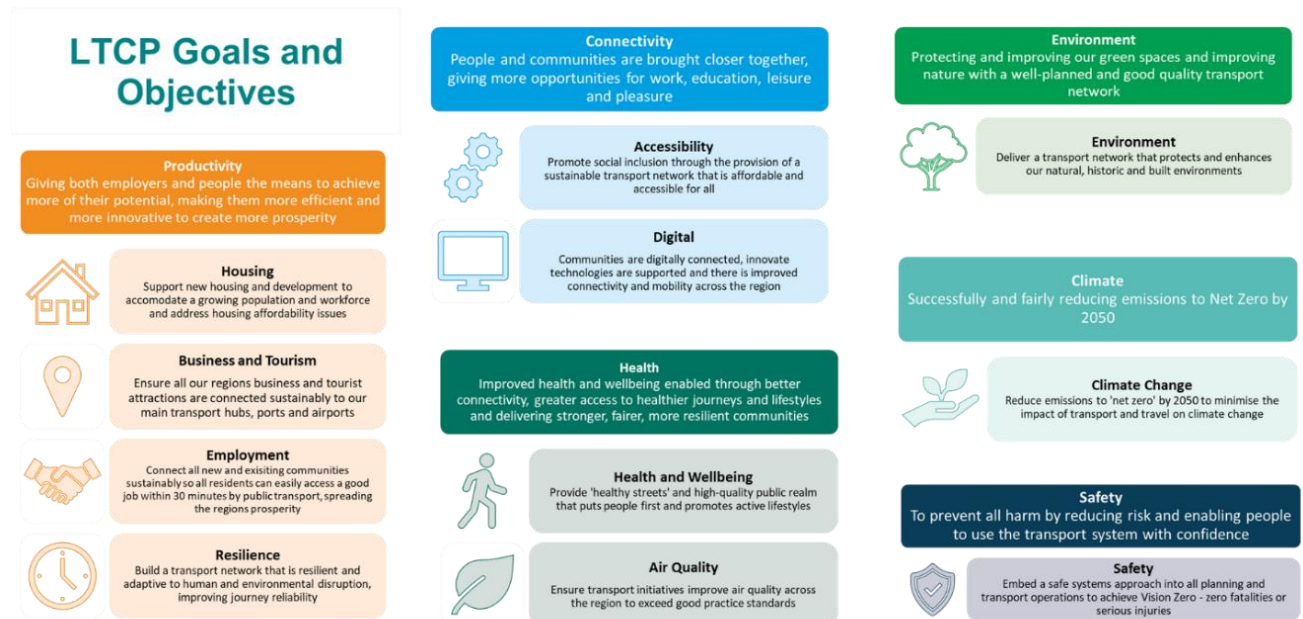 LTCP Goals and
Objectives
Productivity
Giving both employers and people the means to achieve
more of their potential, making them more efficient and
more innovative to create more prosperity
Housing
Support new housing and development to
accomodate a growing population and workforce
and address housing affordability issues
Business and Tourism
Ensure all our regions business and tourist
attractions are connected sustainably to our
main transport hubs, ports and airports
Employment
Connect all new and exisiting communities
sustainably so all residents can easily access a good
job within 30 minutes by public transport, spreading
the regions prosperity
Resilience
Build a transport network that is resilient and
adaptive to human and environmental disruption,
improving journey reliability
Connectivity
People and communities are brought closer together,
giving more opportunities for work, education, leisure
and pleasure
Accessibility
Promote social inclusion through the provision of a
sustainable transport network that is affordable and
accessible for all
Digital
Communities are digitally connected, innovate
technologies are supported and there is improved
connectivity and mobility across the region
Health
Improved health and wellbeing enabled through better
connectivity, greater access to healthier journeys and lifestyles
and delivering stronger, fairer, more resilient communities
Health and Wellbeing
Provide 'healthy streets' and high-quality public realm
that puts people first and promotes active lifestyles
Air Quality
Ensure transport initiatives improve air quality across
the region to exceed good practice standards
Environment
Protecting and improving our green spaces and improving
nature with a well-planned and good quality transport
network
Environment
Deliver a transport network that protects and enhances
our natural, historic and built environments
Climate
Successfully and fairly reducing emissions to Net Zero by
2050
Climate Change
Reduce emissions to 'net zero' by 2050 to minimise the
impact of transport and travel on climate change
Safety
To prevent all harm by reducing risk and enabling people
to use the transport system with confidence
Safety
Embed a safe systems approach into all planning and
transport operations to achieve Vision Zero - zero fatalities or
serious injuries